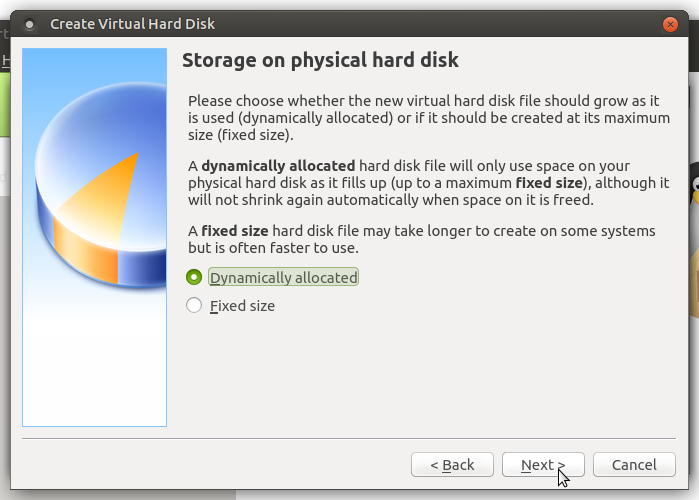 Create Virtual Hard Disk
Storage on physical hard disk
Please choose whether the new virtual hard disk file should grow as it
is used (dynamically allocated) or if it should be created at its maximum
size (fixed size).
A dynamically allocated hard disk file will only use space on your
physical hard disk as it fills up (up to a maximum fixed size), although it
will not shrink again automatically when space on it is freed.
A fixed size hard disk file may take longer to create on some systems
but is often faster to use.
Dynamically allocated
Fixed size
< Back
Next >
Cancel